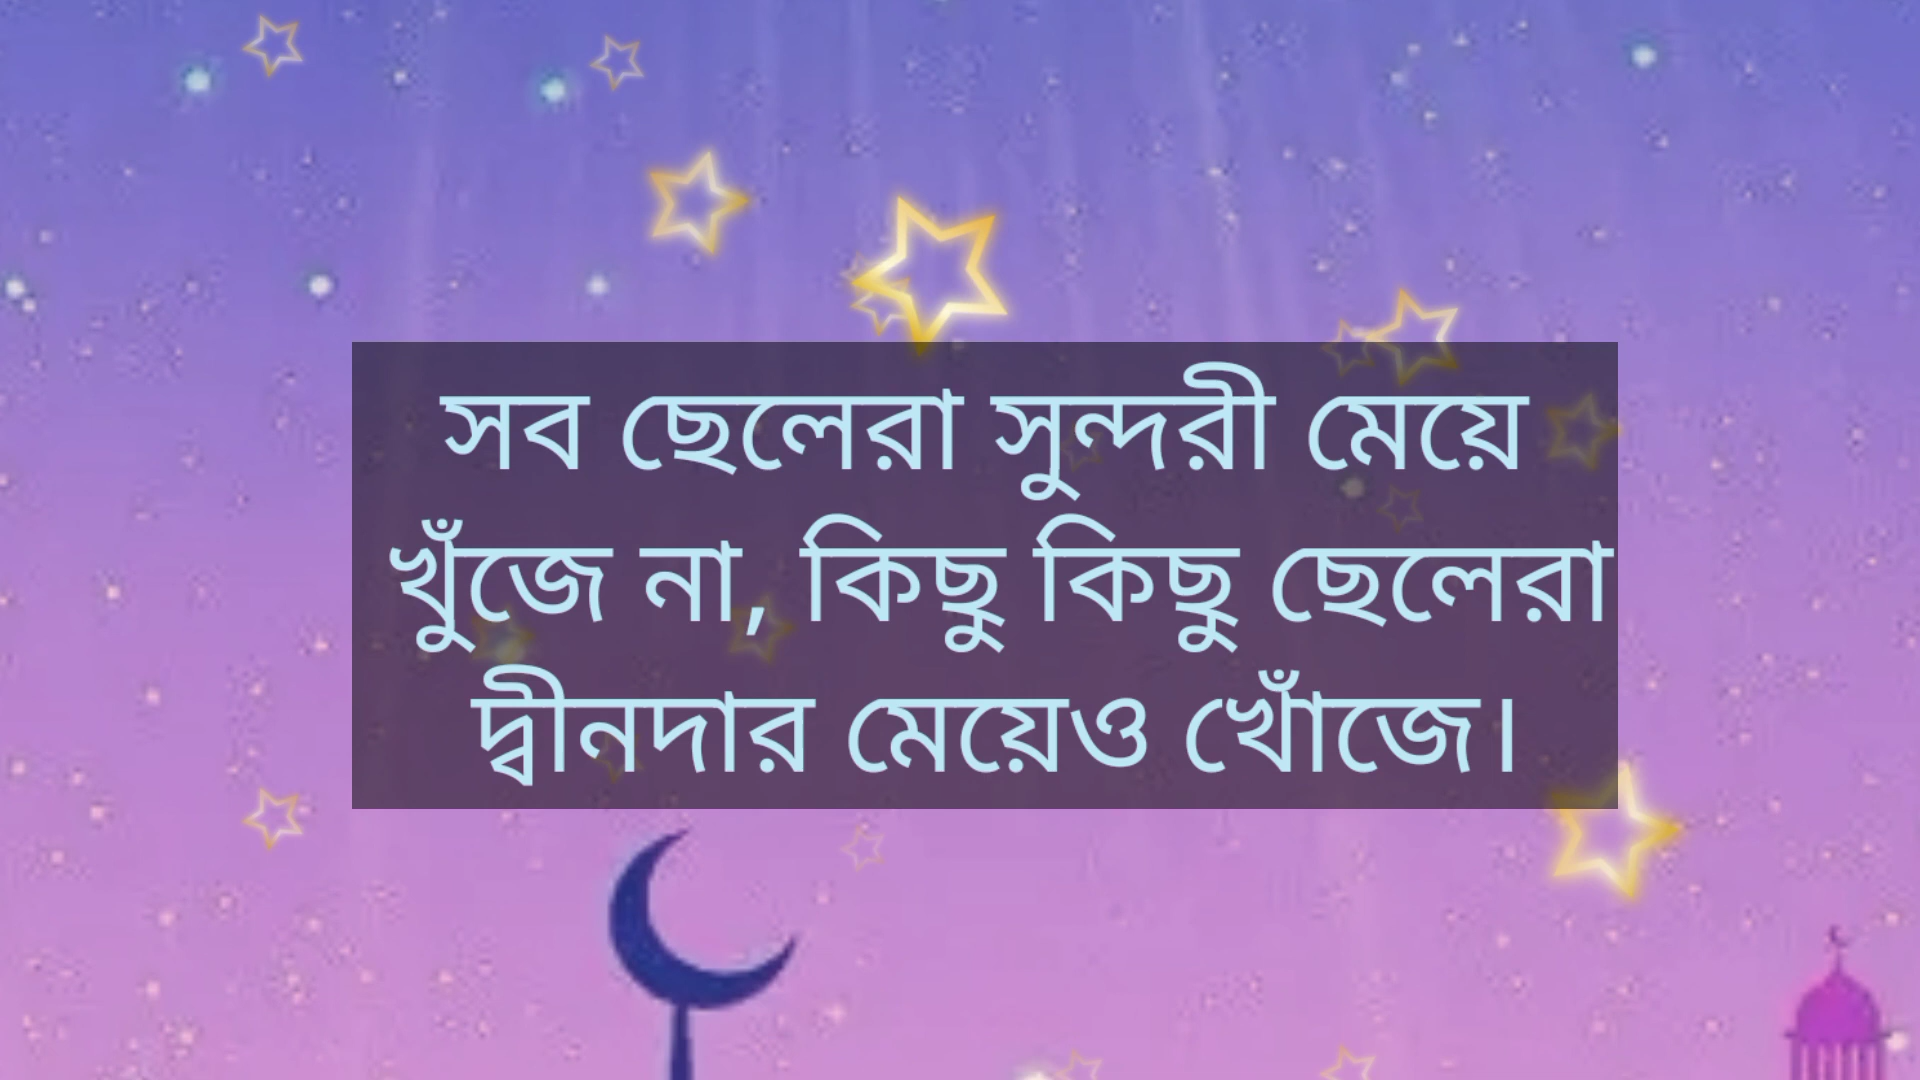 সব ছেলেরা সুন্দরী মেয়ে
খুঁজে না, কিছু কিছু ছেলেরা
দ্বীনদার মেয়েও খোঁজে।